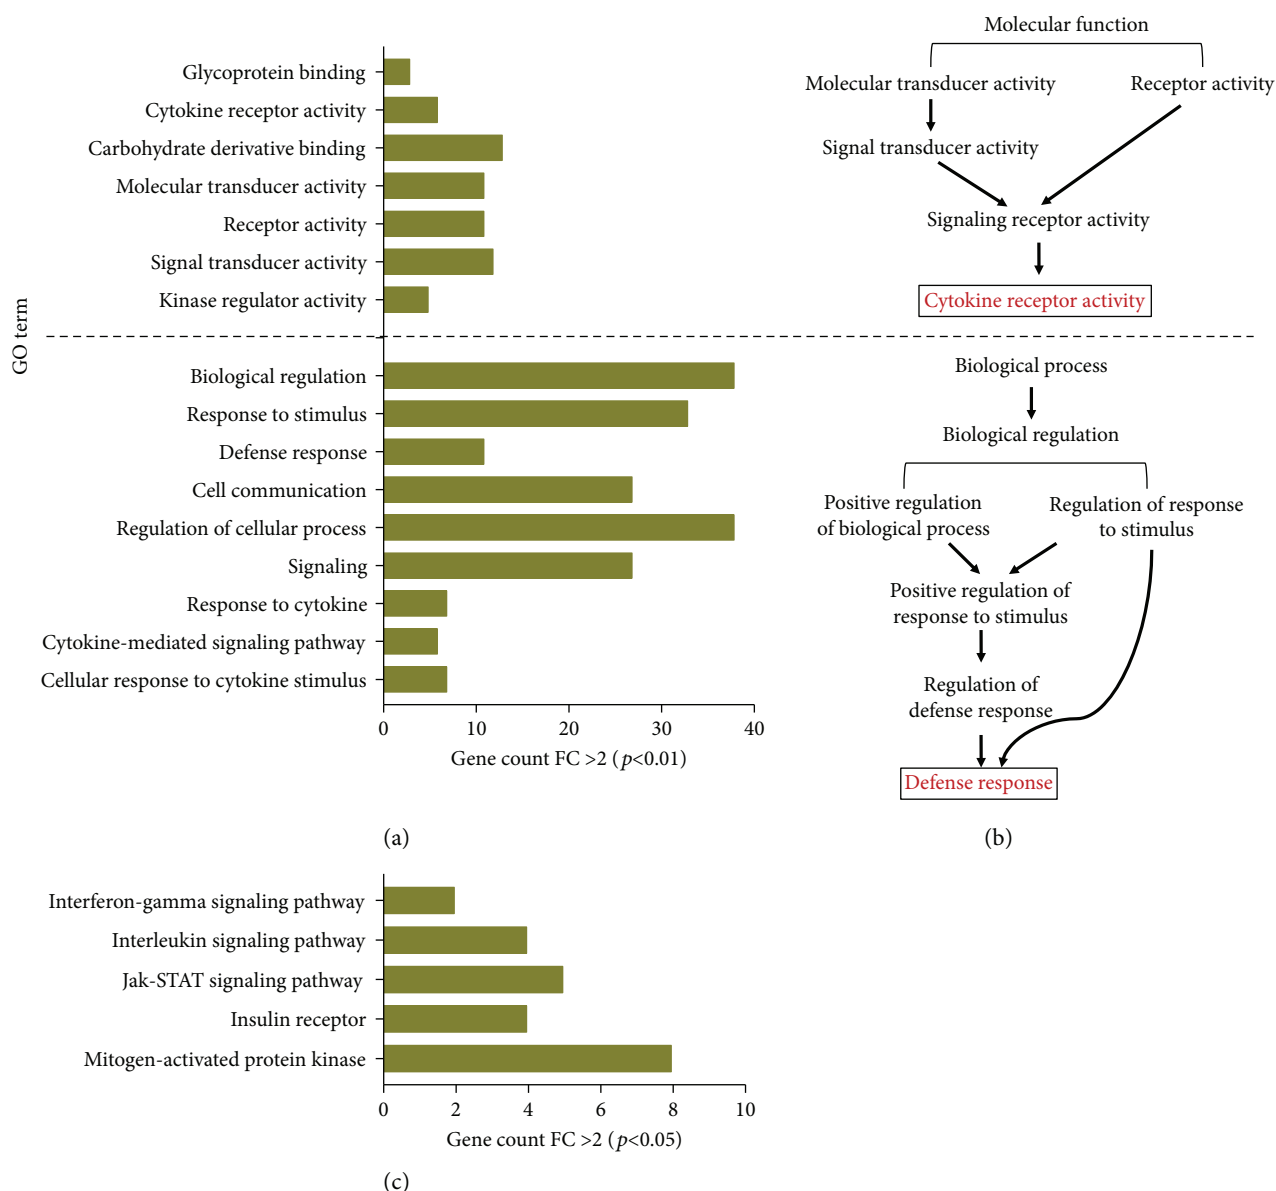 GO term
Glycoprotein binding
Cytokine receptor activity
Carbohydrate derivative binding
Molecular transducer activity
Receptor activity
Signal transducer activity
Kinase regulator activity
Biological regulation
Response to stimulus
Defense response
Cell communication
Regulation of cellular process
Signaling
Response to cytokine
Cytokine-mediated signaling pathway
Cellular response to cytokine stimulus
0 10 20 30 40
Gene count FC >2 (p<0.01)
(a)
Molecular function
Molecular transducer activity
Receptor activity
Signal transducer activity
Signaling receptor activity
Cytokine receptor activity
Biological process
Biological regulation
Positive regulation
of biological process
Regulation of response
to stimulus
Positive regulation of
response to stimulus
Regulation of
defense response
Defense response
(b)
Interferon-gamma signaling pathway
Interleukin signaling pathway
Jak-STAT signaling pathway
Insulin receptor
Mitogen-activated protein kinase
0 2 4 6 8 10
Gene count FC >2 (p<0.05)
(c)